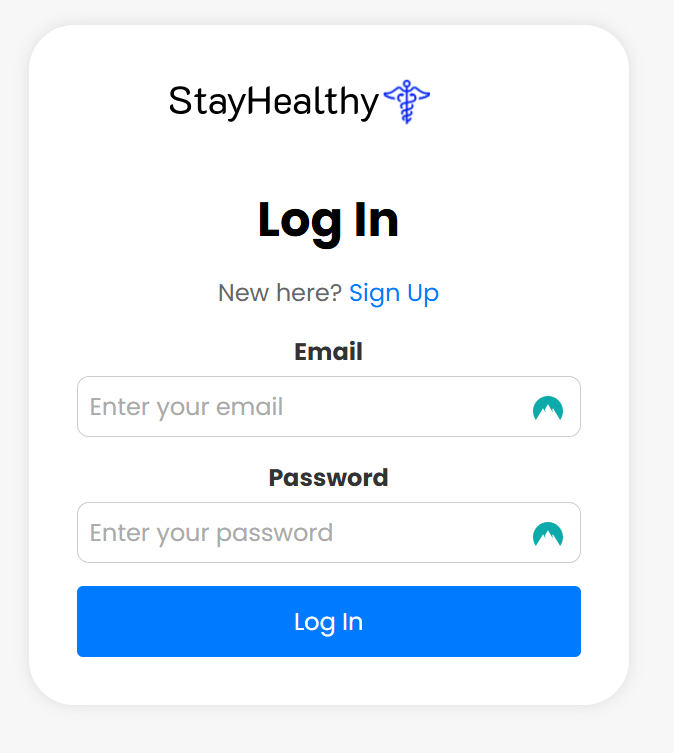 StayHealthy
Log In
New here? Sign Up
Email
Enter your email
Password
Enter your password
Log In